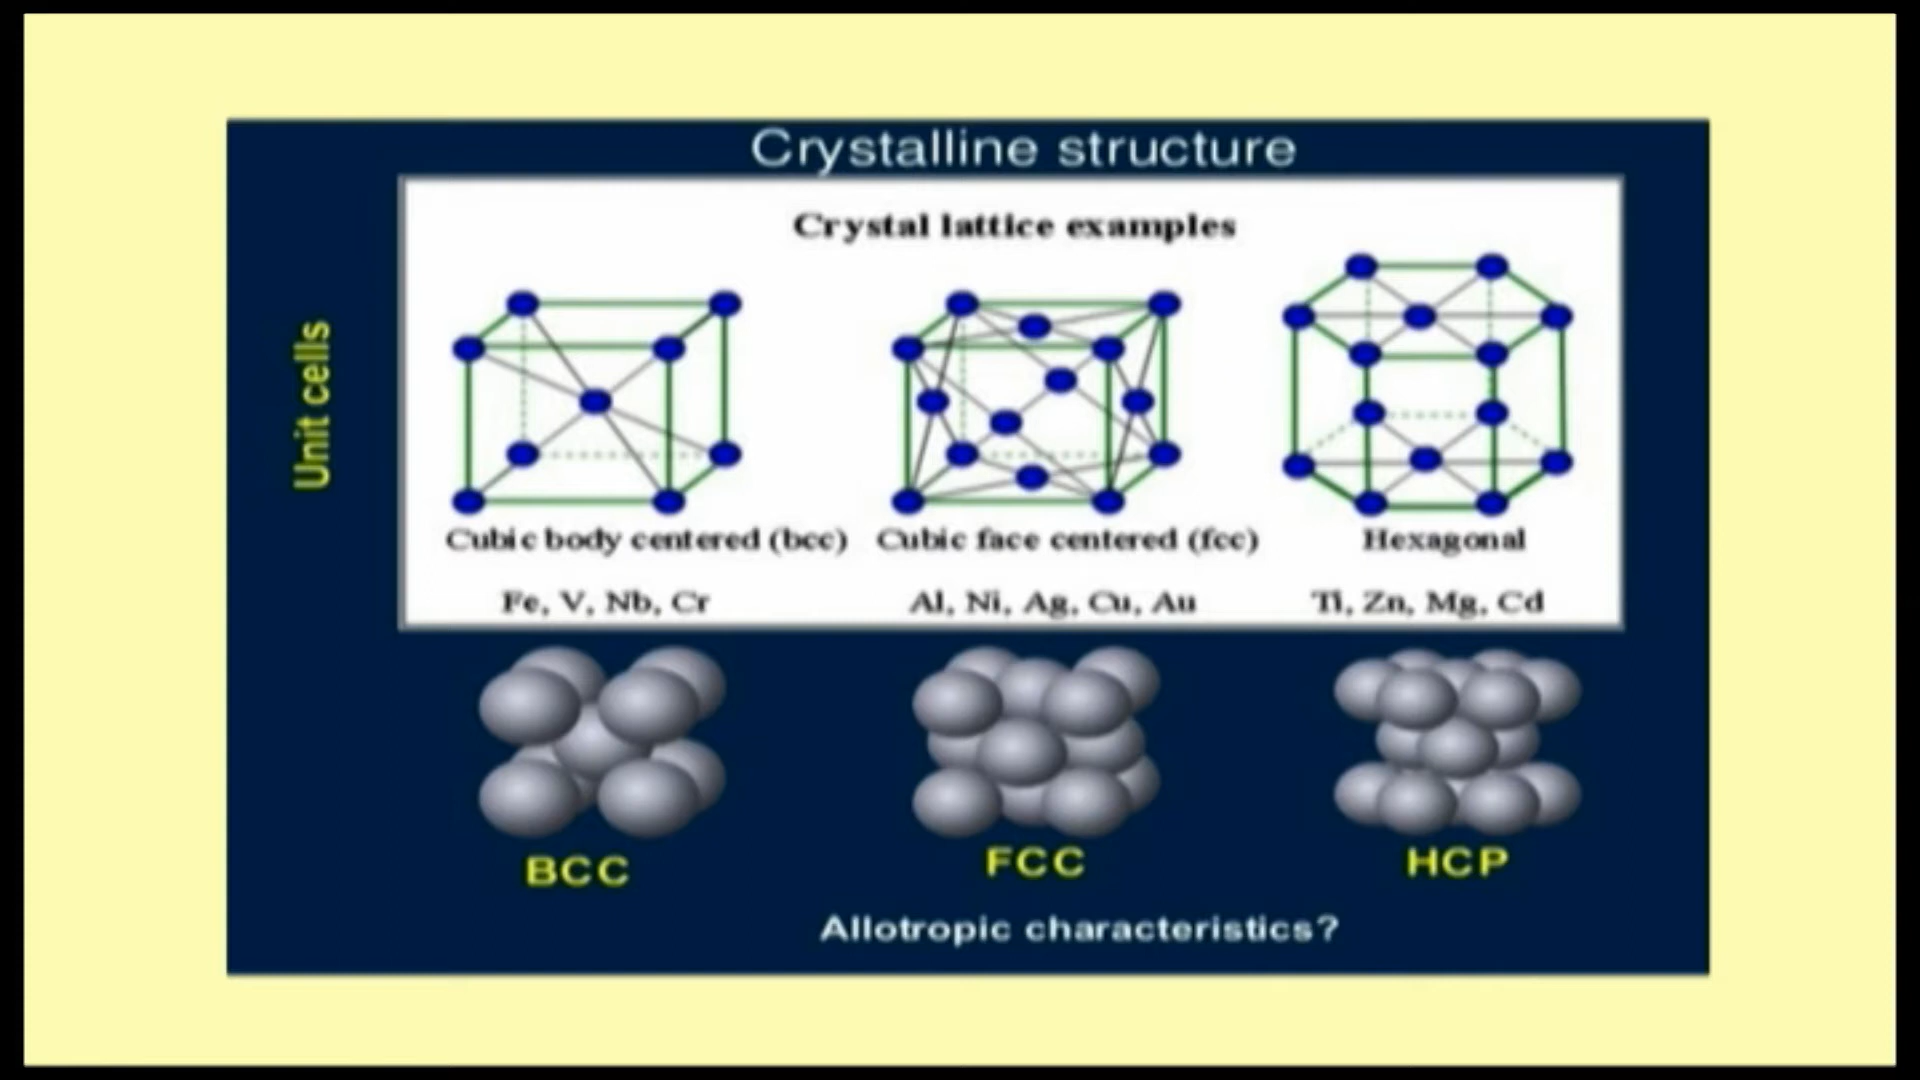 Crystalline structure
Crystal lattice examples
Unit cells
Cubic body centered (bcc) Cubic face centered (fcc) Hexagonal
Fe, V, Nb, Cr Al, Ni, Ag, Cu, Au Ti, Zn, Mg, Cd
BCC FCC HCP
Allotropic characteristics?